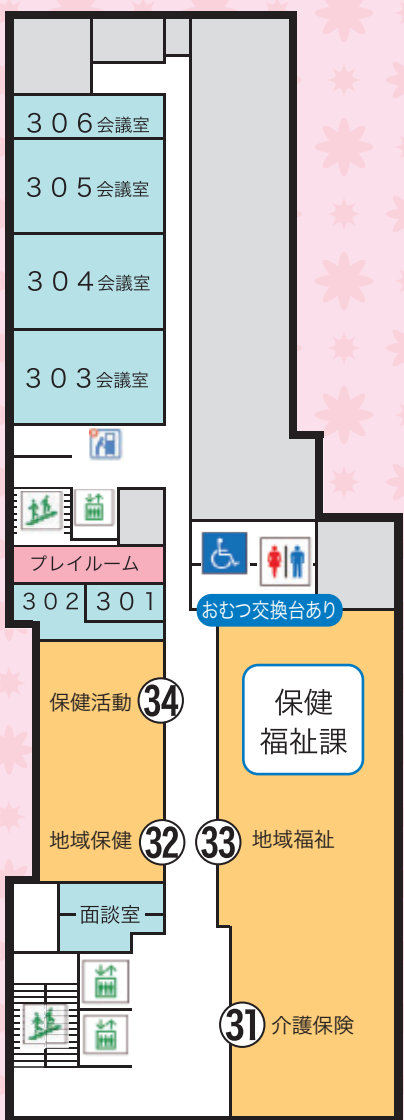 ３０６会議室
３０５会議室
３０４会議室
３０３会議室
プレイルーム
３０２
３０１
おむつ交換台あり
保健活動
34
保健
福祉課
地域保健
32
33
地域福祉
面談室
31
介護保険